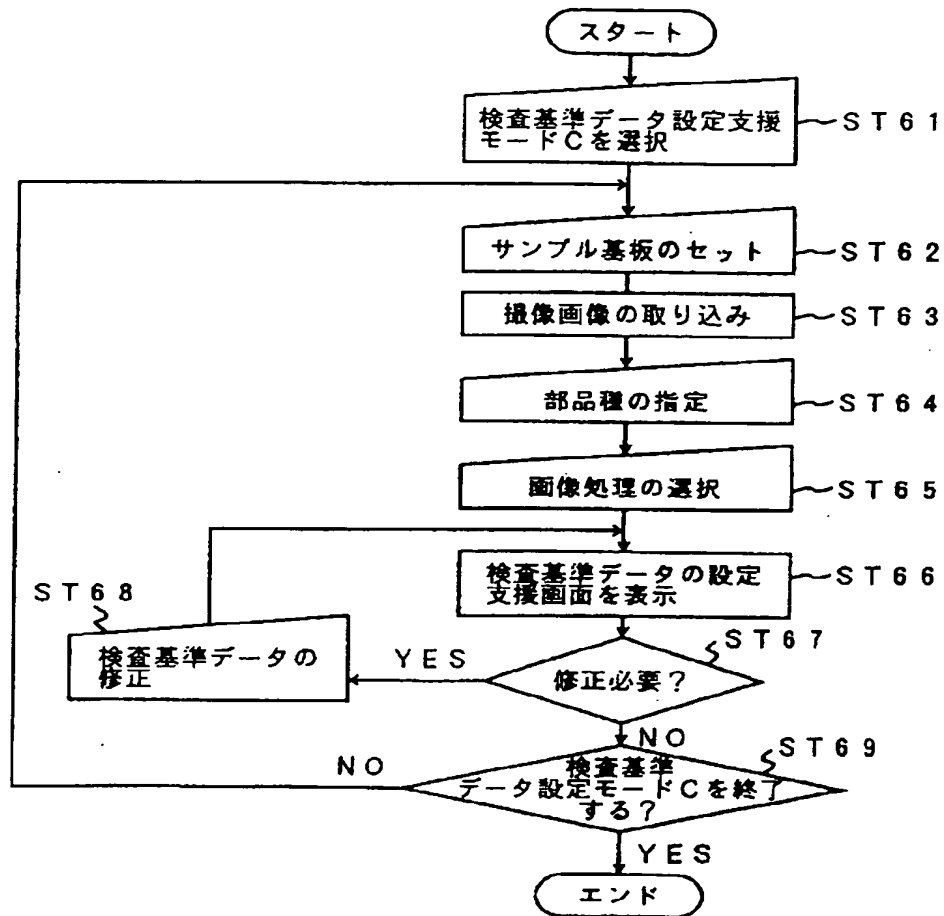 スタート
検査基準データ設定支援
モードCを選択
ST61
サンプル基板のセット
ST62
撮像画像の取り込み
ST63
部品種の指定
ST64
画像処理の選択
ST65
検査基準データの設定
支援画面を表示
ST66
ST68
検査基準データの
修正
YES
ST67
修正必要?
NO
ST69
NO
検査基準
データ設定モードCを終了
する?
YES
エンド